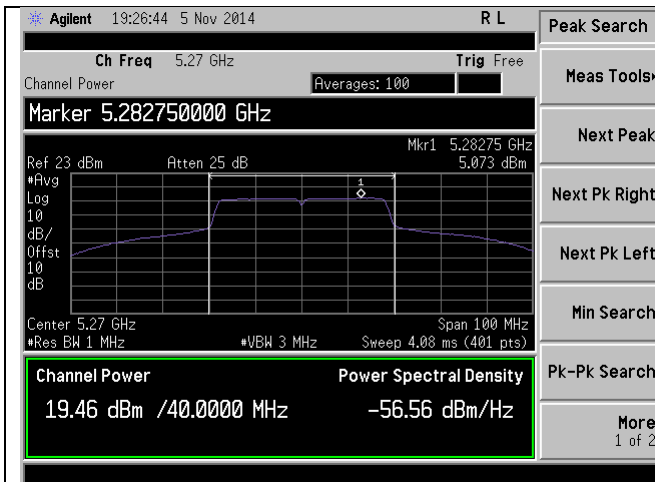 Agilent 19:26:44 5 Nov 2014 R L
Peak Search
Ch Freq 5.27 GHz Trig Free
Channel Power Averages: 100
Meas Tools
Marker 5.282750000 GHz
Next Peak
Mkr1 5.28275 GHz
Ref 23 dBm Atten 25 dB 5.073 dBm
#Avg
Log
10
dB/
Offst
10
dB
1
Next Pk Right
Next Pk Left
Min Search
Center 5.27 GHz Span 100 MHz
#Res BW 1 MHz #VBW 3 MHz Sweep 4.08 ms (401 pts)
Channel Power Power Spectral Density
Pk-Pk Search
19.46 dBm /40.0000 MHz -56.56 dBm/Hz
More
1 of 2